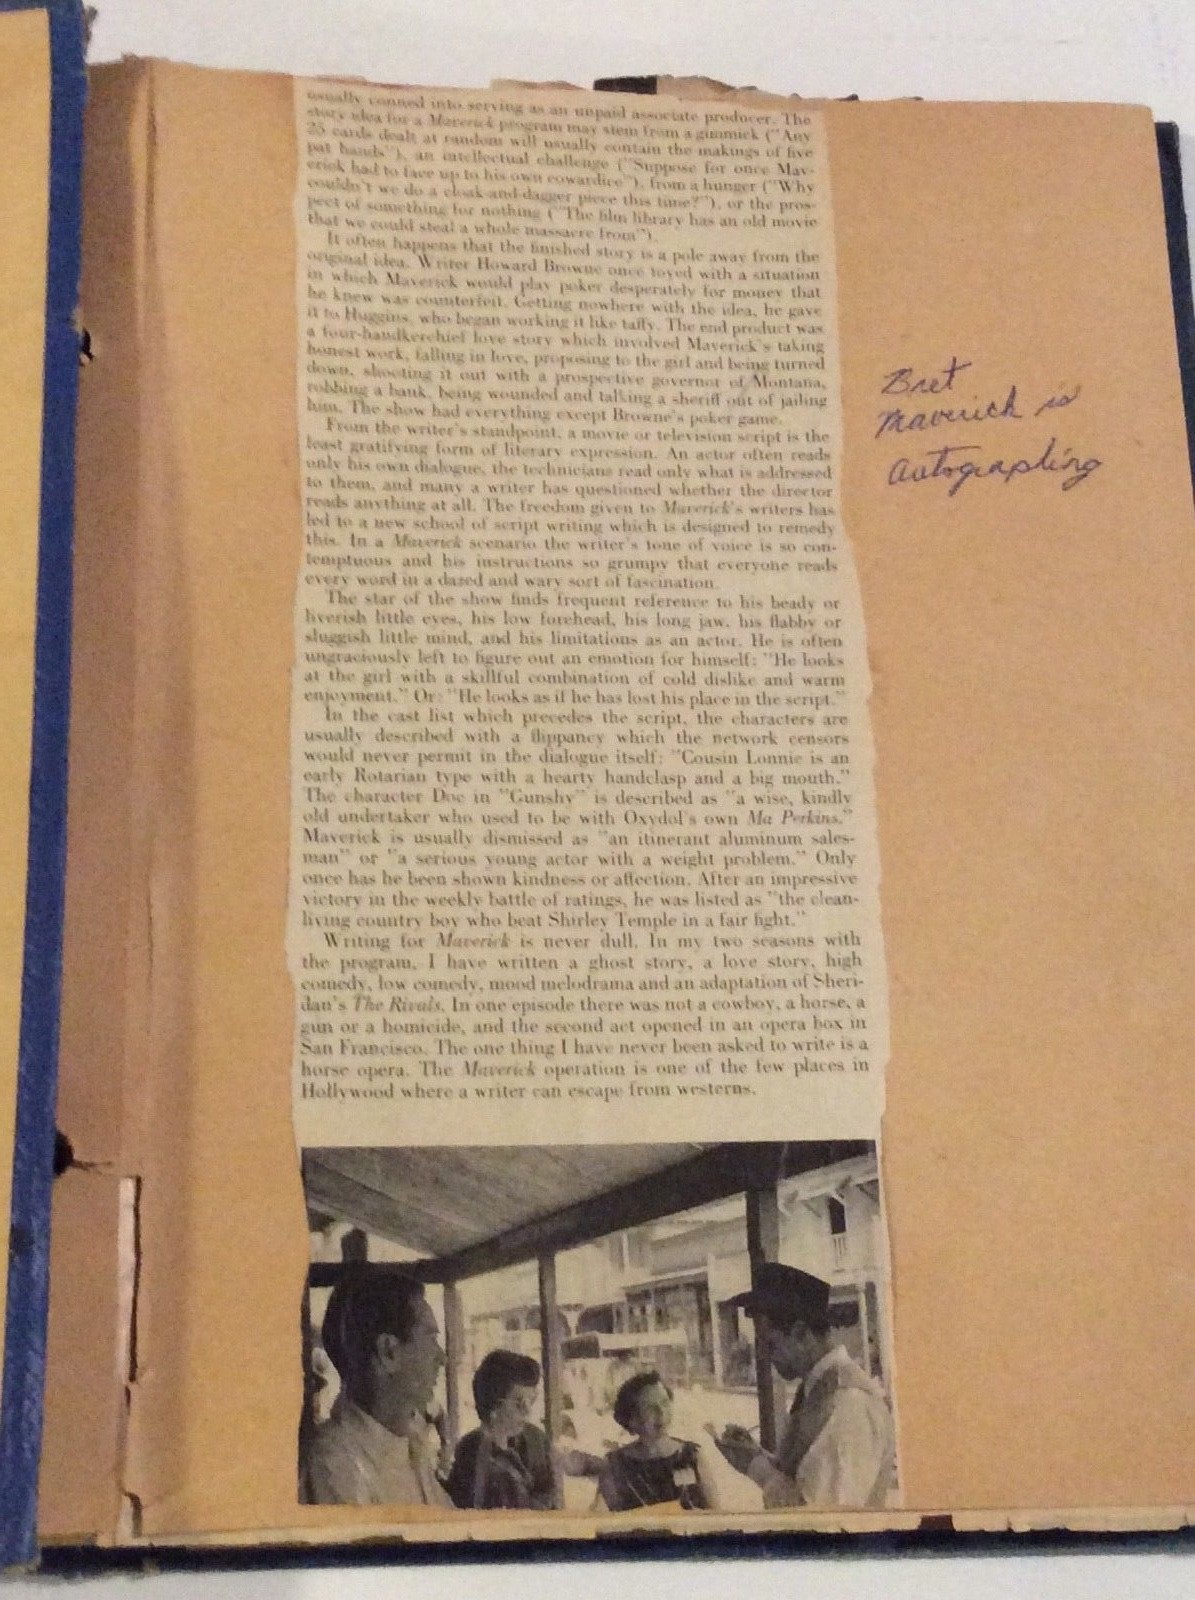 usually conned into serving as an unpaid associate producer. The
story idea for a Maverick program may stem from a gimmick ("Any
25 cards dealt at random will usually contain the makings of five
pat hands"), an intellectual challenge ("Suppose for once Mav-
erick had to face up to his own cowardice"), from a hunger ("Why
couldn't we do a cloak-and-dagger piece this time?"), or the pros-
pect of something for nothing ("The film library has an old movie
that we could steal a whole massacre from").
It often happens that the finished story is a pole away from the
original idea. Writer Howard Browne once toyed with a situation
in which Maverick would play poker desperately for money that
he knew was counterfeit. Getting nowhere with the idea, he gave
it to Huggins, who began working it like taffy. The end product was
a four-handkerchief love story which involved Maverick's taking
honest work, falling in love, proposing to the girl and being turned
down, shooting it out with a prospective governor of Montana,
robbing a bank, being wounded and talking a sheriff out of jailing
him. The show had everything except Browne's poker game.
From the writer's standpoint, a movie or television script is the
least gratifying form of literary expression. An actor often reads
only his own dialogue, the technicians read only what is addressed
to them, and many a writer has questioned whether the director
reads anything at all. The freedom given to Maverick's writers has
led to a new school of script writing which is designed to remedy
this. In a Maverick scenario the writer's tone of voice is so con-
temptuous and his instructions so grumpy that everyone reads
every word in a dazed and wary sort of fascination.
The star of the show finds frequent reference to his beady or
liverish little eyes, his low forehead, his long jaw, his flabby or
sluggish little mind, and his limitations as an actor. He is often
ungraciously left to figure out an emotion for himself: "He looks
at the girl with a skillful combination of cold dislike and warm
enjoyment." Or: "He looks as if he has lost his place in the script."
In the cast list which precedes the script, the characters are
usually described with a flippancy which the network censors
would never permit in the dialogue itself: "Cousin Lonnie is an
early Rotarian type with a hearty handclasp and a big mouth."
The character Doc in "Gunshy" is described as "a wise, kindly
old undertaker who used to be with Oxydol's own Ma Perkins."
Maverick is usually dismissed as "an itinerant aluminum sales-
man" or "a serious young actor with a weight problem." Only
once has he been shown kindness or affection. After an impressive
victory in the weekly battle of ratings, he was listed as "the clean-
living country boy who beat Shirley Temple in a fair fight."
Writing for Maverick is never dull. In my two seasons with
the program, I have written a ghost story, a love story, high
comedy, low comedy, mood melodrama and an adaptation of Sheri-
dan's The Rivals. In one episode there was not a cowboy, a horse, a
gun or a homicide, and the second act opened in an opera box in
San Francisco. The one thing I have never been asked to write is a
horse opera. The Maverick operation is one of the few places in
Hollywood where a writer can escape from westerns.
Bret
Maverick is
Autographing